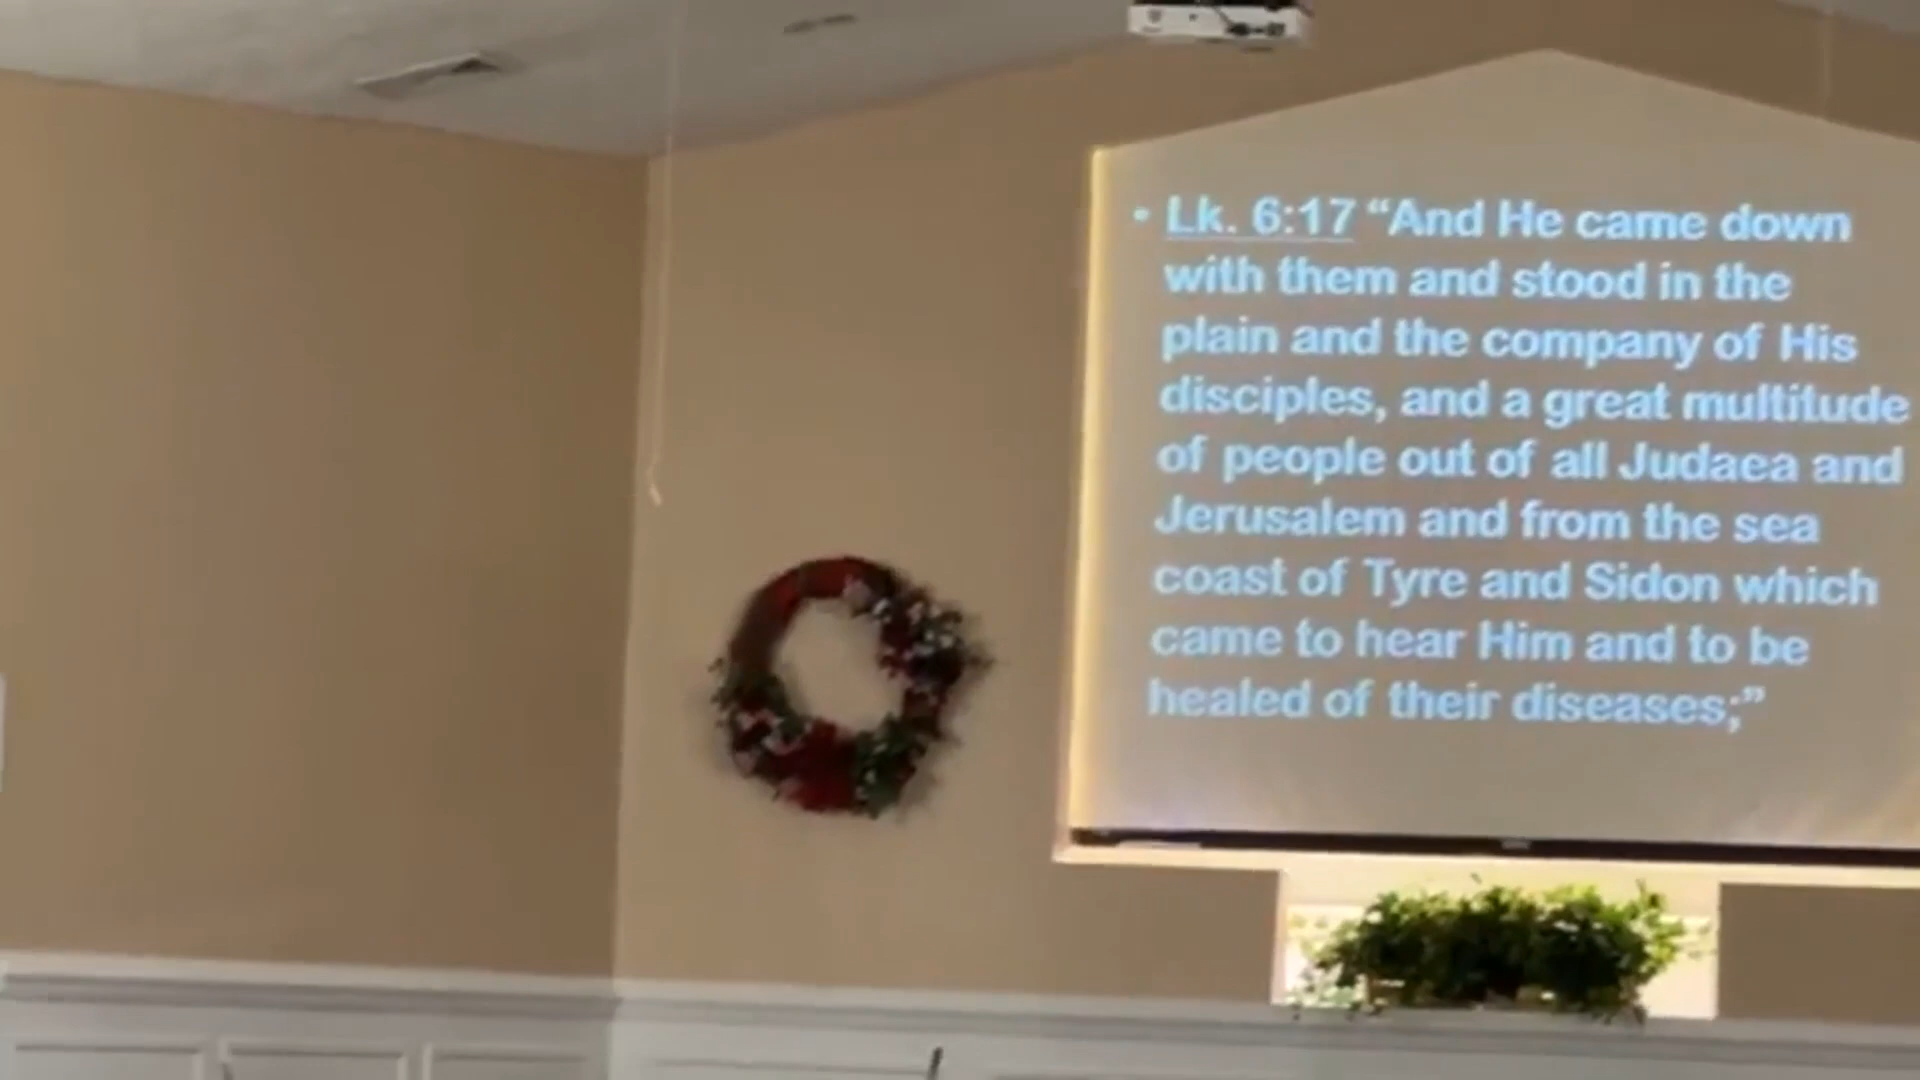 • Lk. 6:17 “And He came down
with them and stood in the
plain and the company of His
disciples, and a great multitude
of people out of all Judaea and
Jerusalem and from the sea
coast of Tyre and Sidon which
came to hear Him and to be
healed of their diseases;”